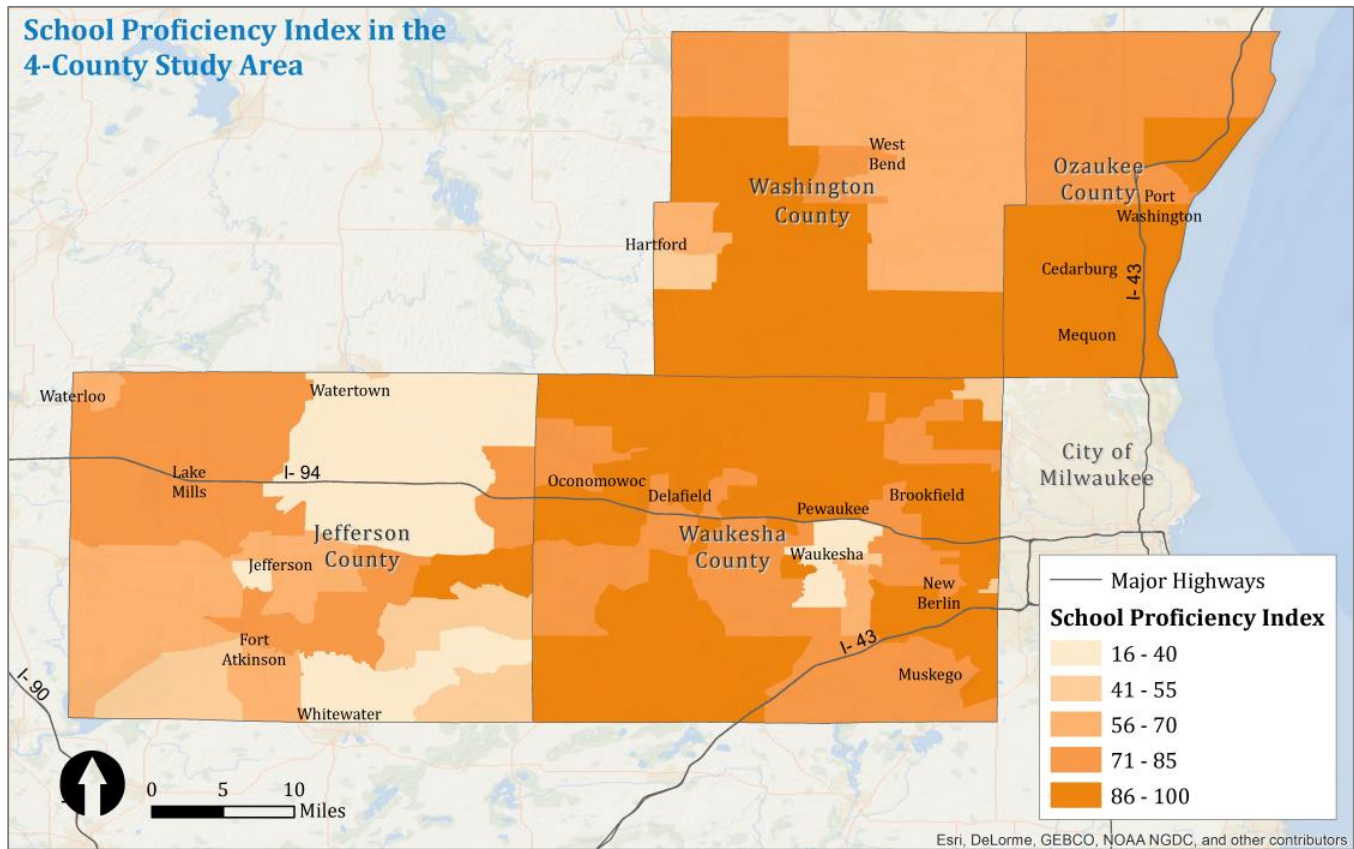 School Proficiency Index in the
4-County Study Area
West
Bend
Washington
County
Ozaukee
County
Port
Washington
Hartford
Cedarburg
I- 43
Mequon
Waterloo
Watertown
Lake
Mills
I- 94
Oconomowoc
Delafield
Pewaukee
Brookfield
City of
Milwaukee
Jefferson
County
Waukesha
County
Waukesha
Jefferson
New
Berlin
Fort
Atkinson
I- 43
Muskego
I- 90
Whitewater
0 5 10
Miles
Major Highways
School Proficiency Index
16 - 40
41 - 55
56 - 70
71 - 85
86 - 100
Esri, DeLorme, GEBCO, NOAA NGDC, and other contributors